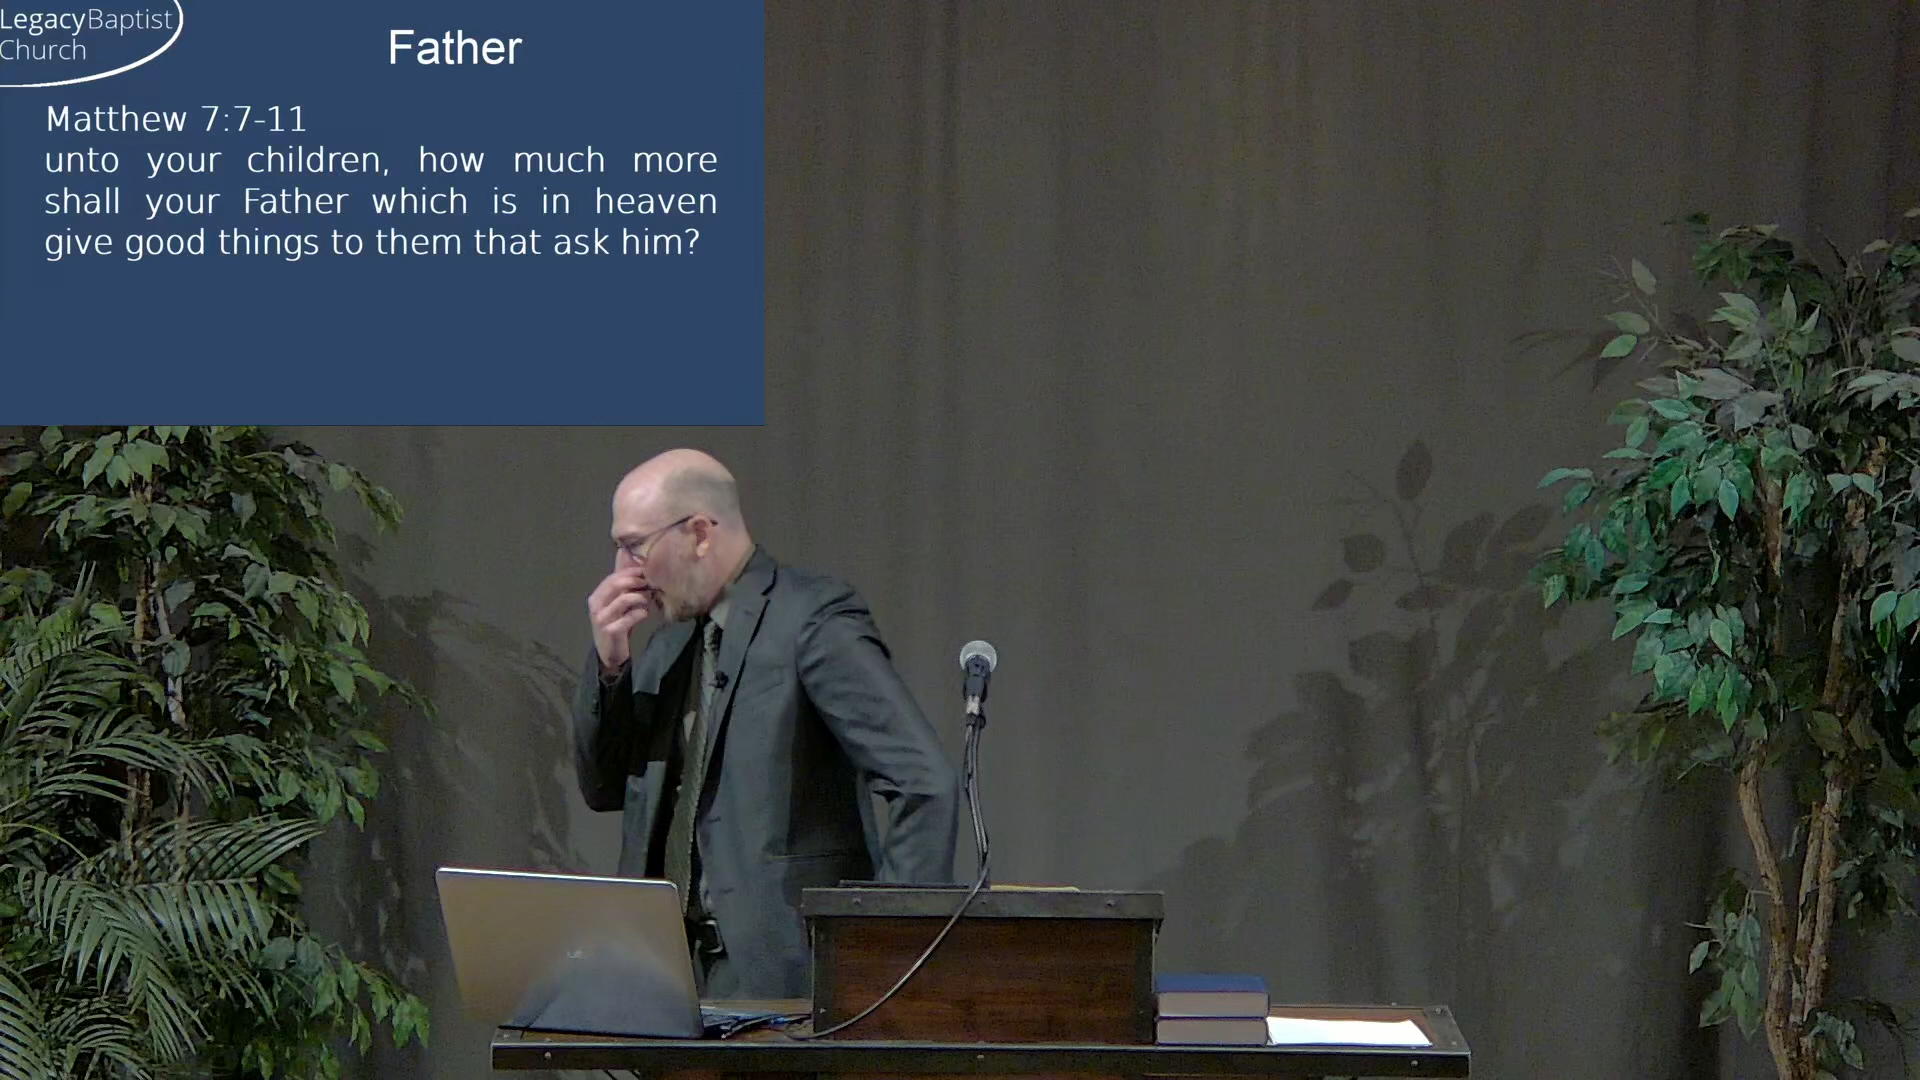 LegacyBaptist
Church
Father
Matthew 7:7-11
unto your children, how much more
shall your Father which is in heaven
give good things to them that ask him?